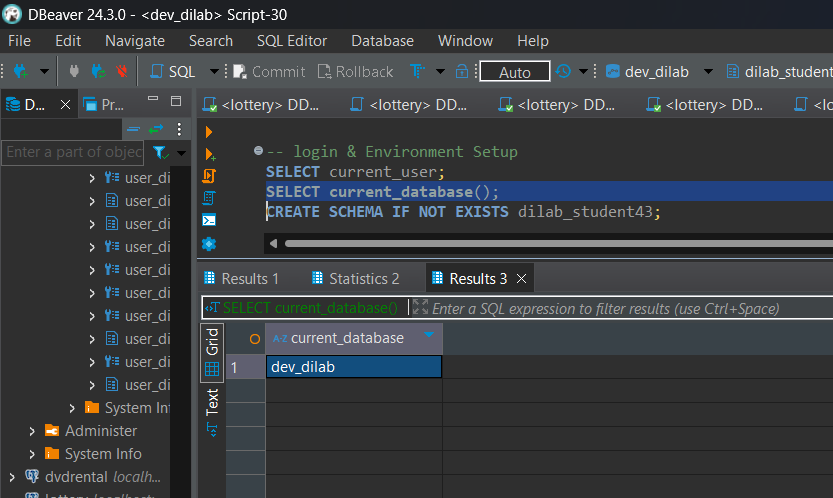 DBeaver 24.3.0 - <dev_dilab> Script-30
File Edit Navigate Search SQL Editor Database Window Help
SQL Commit Rollback Auto dev_dilab dilab_student
D... Pr... <lottery> DD... <lottery> DD... <lottery> DD... <lottery> DD... <lo
Enter a part of objec
-- login & Environment Setup
SELECT current_user;
SELECT current_database();
CREATE SCHEMA IF NOT EXISTS dilab_student43;
user_di
user_di
user_di
user_di
user_di
user_di
user_di
user_di
user_di
user_di
System Inf
Administer
System Info
dvdrental localh...
lottery localhost:
Results 1 Statistics 2 Results 3
SELECT current_database() Enter a SQL expression to filter results (use Ctrl+Space)
Grid
Text
A-Z current_database
1 dev_dilab